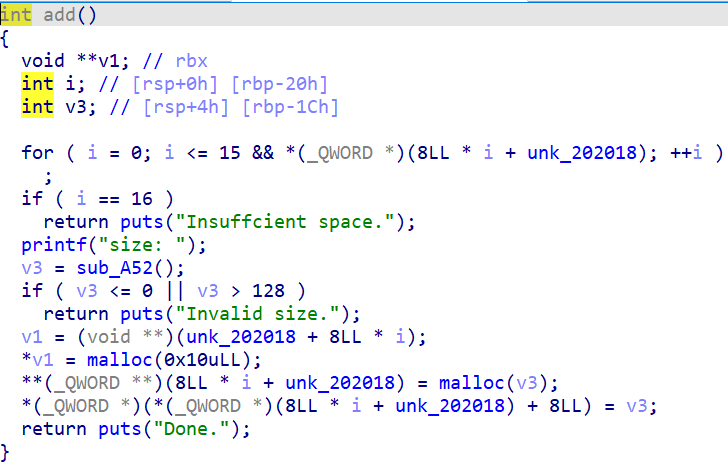 int add()
{
  void **v1; // rbx
  int i; // [rsp+0h] [rbp-20h]
  int v3; // [rsp+4h] [rbp-1Ch]

  for ( i = 0; i <= 15 && *(_QWORD *)(8LL * i + unk_202018); ++i )
    ;
  if ( i == 16 )
    return puts("Insuffcient space.");
  printf("size: ");
  v3 = sub_A52();
  if ( v3 <= 0 || v3 > 128 )
    return puts("Invalid size.");
  v1 = (void **)(unk_202018 + 8LL * i);
  *v1 = malloc(0x10uLL);
  **(_QWORD **)(8LL * i + unk_202018) = malloc(v3);
  *(_QWORD *)(*(_QWORD *)(8LL * i + unk_202018) + 8LL) = v3;
  return puts("Done.");
}